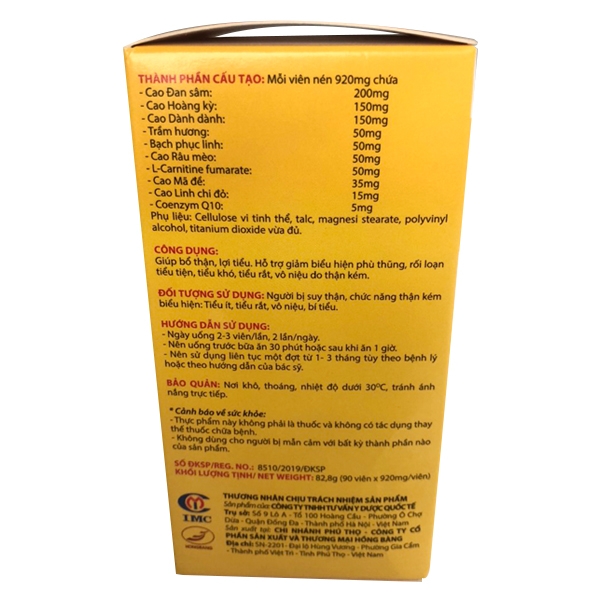 THÀNH PHẦN CẤU TẠO: Mỗi viên nén 920mg chứa
- Cao Đan sâm: 200mg
- Cao Hoàng kỳ: 150mg
- Cao Dành dành: 150mg
- Trầm hương: 50mg
- Bạch phục linh: 50mg
- Cao Râu mèo: 50mg
- L-Carnitine fumarate: 50mg
- Cao Mã đề: 35mg
- Cao Linh chi đỏ: 15mg
- Coenzym Q10: 5mg
Phụ liệu: Cellulose vi tinh thể, talc, magnesi stearate, polyvinyl
alcohol, titanium dioxide vừa đủ.
CÔNG DỤNG:
Giúp bổ thận, lợi tiểu. Hỗ trợ giảm biểu hiện phù thũng, rối loạn
tiểu tiện, tiểu khó, tiểu rắt, vô niệu do thận kém.
ĐỐI TƯỢNG SỬ DỤNG: Người bị suy thận, chức năng thận kém
biểu hiện: Tiểu ít, tiểu rắt, vô niệu, bí tiểu.
HƯỚNG DẪN SỬ DỤNG:
- Ngày uống 2-3 viên/lần, 2 lần/ngày.
- Nên uống trước bữa ăn 30 phút hoặc sau khi ăn 1 giờ.
- Nên sử dụng liên tục một đợt từ 1- 3 tháng tùy theo bệnh lý
hoặc theo hướng dẫn của bác sỹ.
BẢO QUẢN: Nơi khô, thoáng, nhiệt độ dưới 30⁰C, tránh ánh
nắng trực tiếp.
* Cảnh báo về sức khỏe:
- Thực phẩm này không phải là thuốc và không có tác dụng thay
thế thuốc chữa bệnh.
- Không dùng cho người bị mẫn cảm với bất kỳ thành phần nào
của sản phẩm.
SỐ ĐKSP/REG. NO.: 8510/2019/ĐKSP
KHỐI LƯỢNG TỊNH/ NET WEIGHT: 82,8g (90 viên x 920mg/viên)
THƯƠNG NHÂN CHỊU TRÁCH NHIỆM SẢN PHẨM
Sản phẩm của: CÔNG TY TNHH TƯ VẤN Y DƯỢC QUỐC TẾ
Trụ sở: Số 9 Lô A - Tổ 100 Hoàng Cầu - Phường Ô Chợ
Dừa - Quận Đống Đa - Thành phố Hà Nội - Việt Nam
Sản xuất tại: CHI NHÁNH PHÚ THỌ - CÔNG TY CỔ
PHẦN SẢN XUẤT VÀ THƯƠNG MẠI HỒNG BÀNG
Địa chỉ: SN-2201- Đại lộ Hùng Vương - Phường Gia Cẩm
- Thành phố Việt Trì - Tỉnh Phú Thọ - Việt Nam
IMC